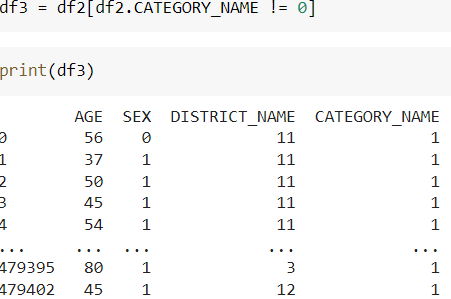 df3 = df2[df2.CATEGORY_NAME != 0]
print(df3)
AGE SEX DISTRICT_NAME CATEGORY_NAME
0 56 0 11 1
1 37 1 11 1
2 50 1 11 1
3 45 1 11 1
4 54 1 11 1
... ... ... ... ...
479395 80 1 3 1
479402 45 1 12 1